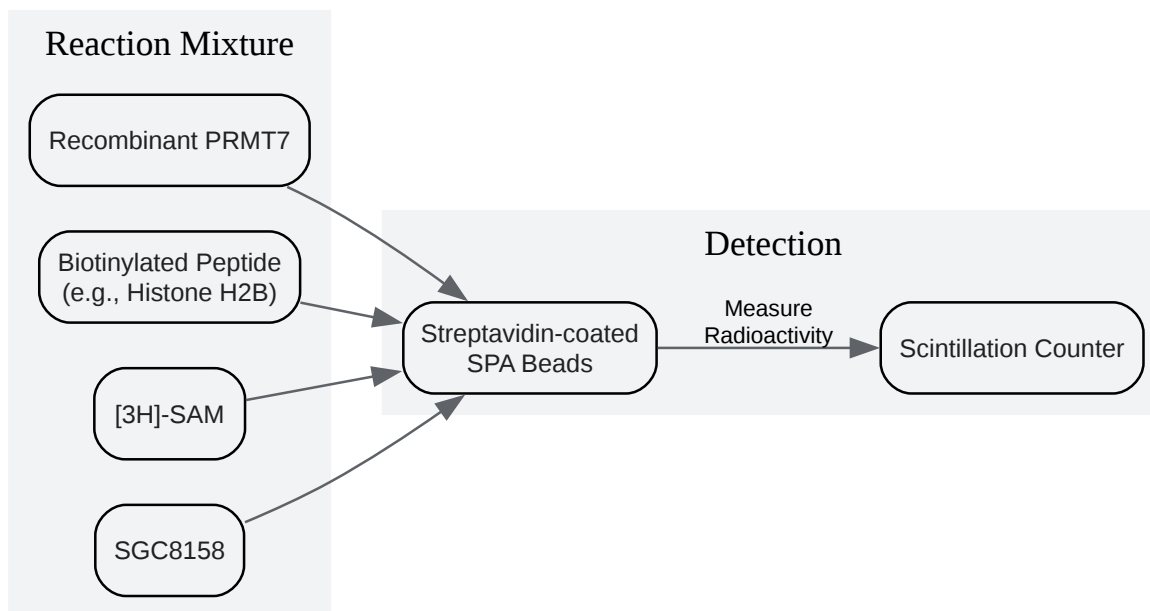 Reaction Mixture
Recombinant PRMT7
Biotinylated Peptide
(e.g., Histone H2B)
[3H]-SAM
SGC8158
Detection
Streptavidin-coated
SPA Beads
Measure
Radioactivity
Scintillation Counter